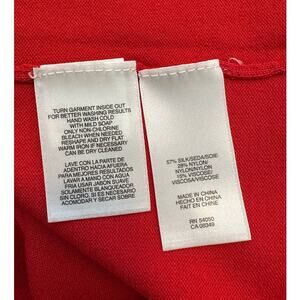 TURN GARMENT INSIDE OUT
FOR BETTER WASHING RESULTS
HAND WASH COLD
WITH MILD SOAP
ONLY NON-CHLORINE
BLEACH WHEN NEEDED
RESHAPE AND DRY FLAT
WARM IRON IF NECESSARY
CAN BE DRY CLEANED
LAVE CON LA PARTE DE
ADENTRO HACIA AFUERA
PARA MEJORES RESULTADOS
LAVAR A MANO CON AGUA
FRIA USAR JABON SUAVE
SOLAMENTE BLANQUEADOR
SIN CLORO, SI ES NECESARIO
ACOMODAR Y SECAR SOBRE
57% SILK/SEDA/SOIE
28% NYLON/
NYLON/NYLON
15% VISCOSE/
VISCOSA/VISCOSE
MADE IN CHINA
HECHO EN CHINA
FAIT EN CHINE
RN 54050
CA 08349